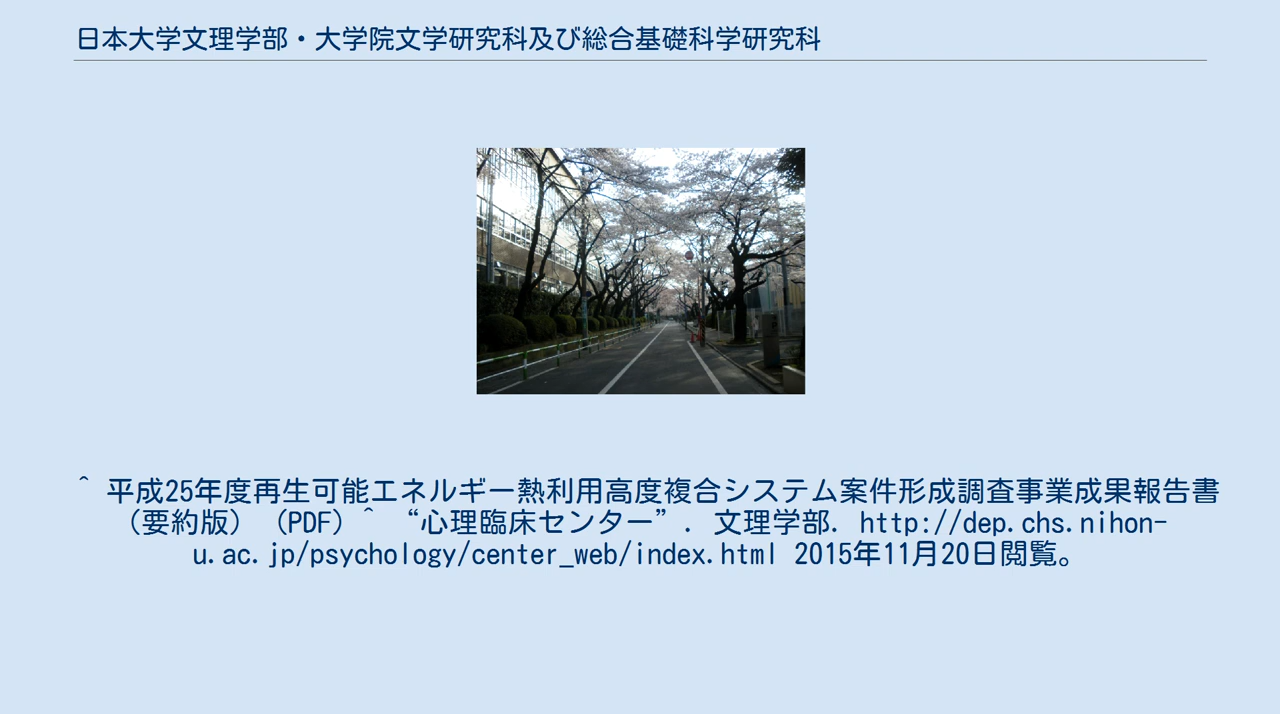 日本大学文理学部・大学院文学研究科及び総合基礎科学研究科
^ 平成25年度再生可能エネルギー熱利用高度複合システム案件形成調査事業成果報告書
（要約版）（PDF）^ “心理臨床センター”. 文理学部. http://dep.chs.nihon-
u.ac.jp/psychology/center_web/index.html 2015年11月20日閲覧。